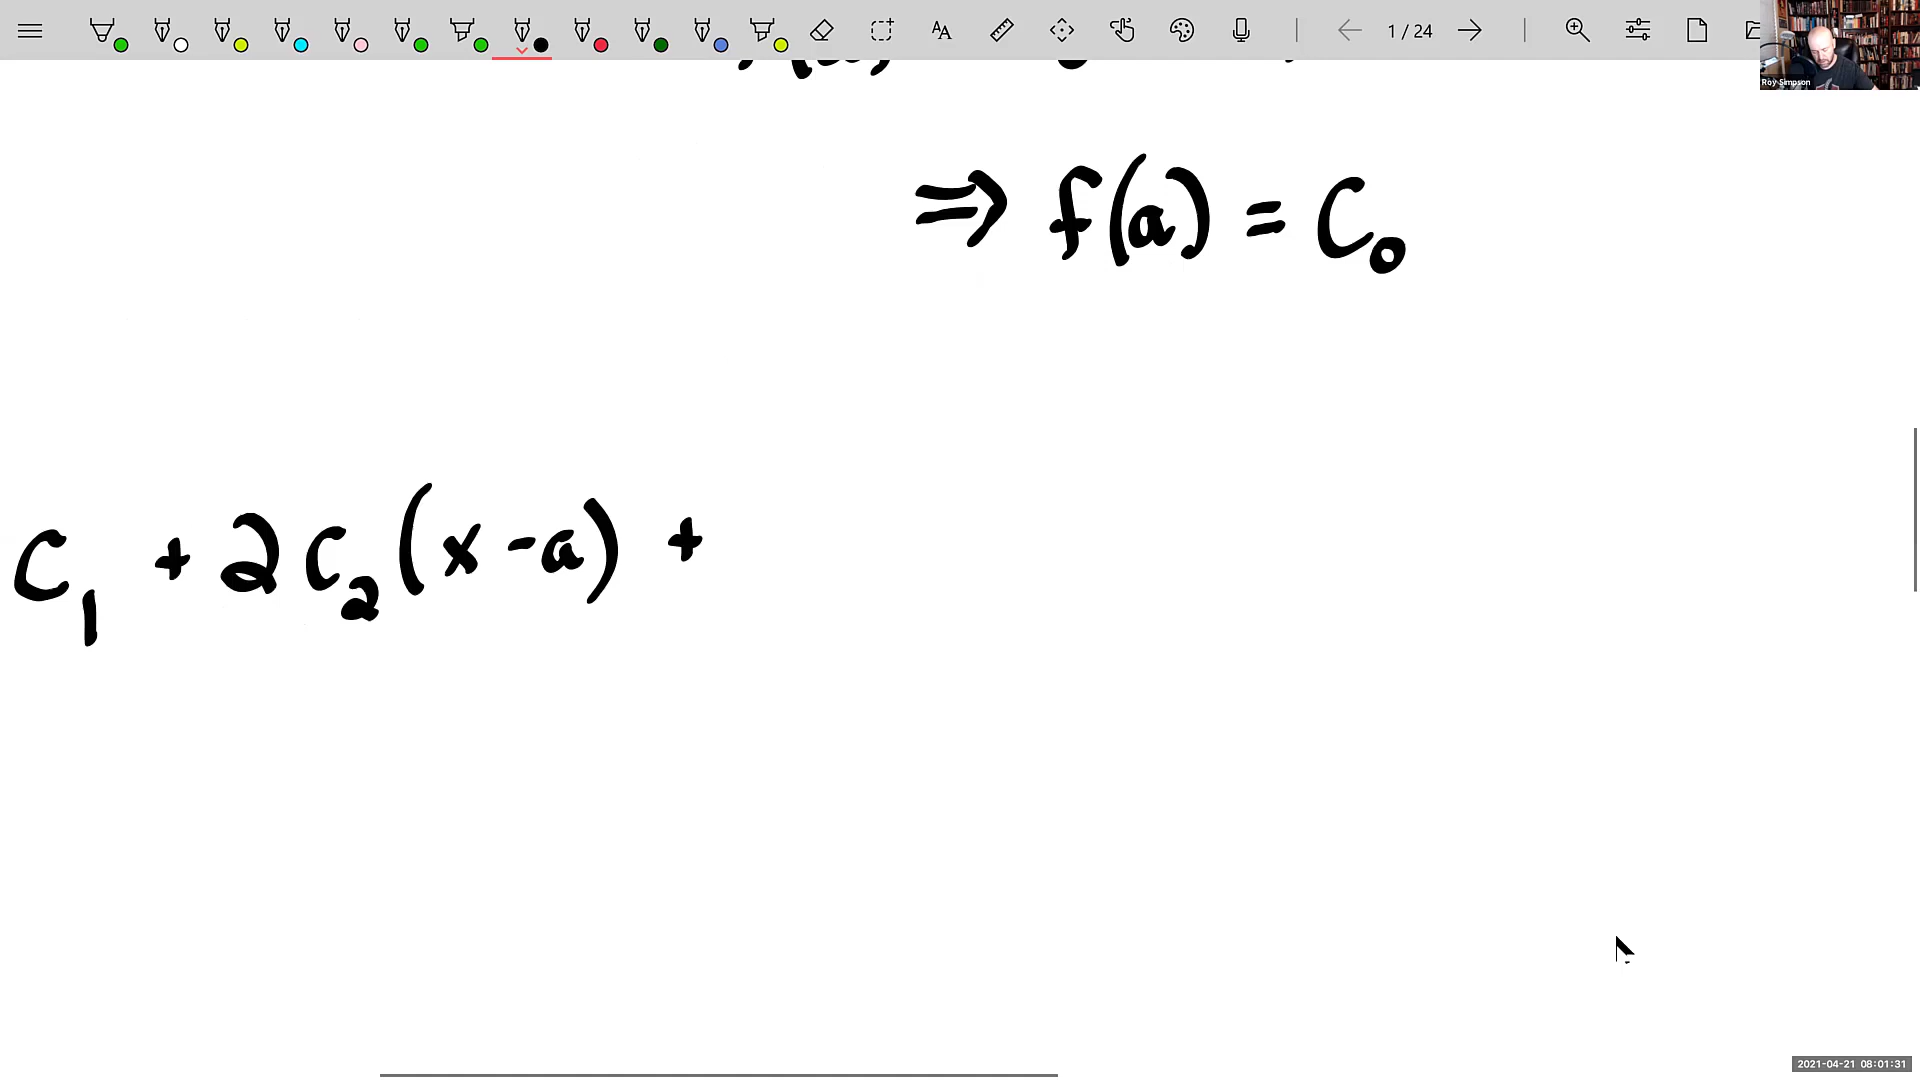 1 / 24
Roy Simpson
⇒ f(a) = C₀
C₁ + 2C₂(x-a) +
2021-04-21 08:01:31